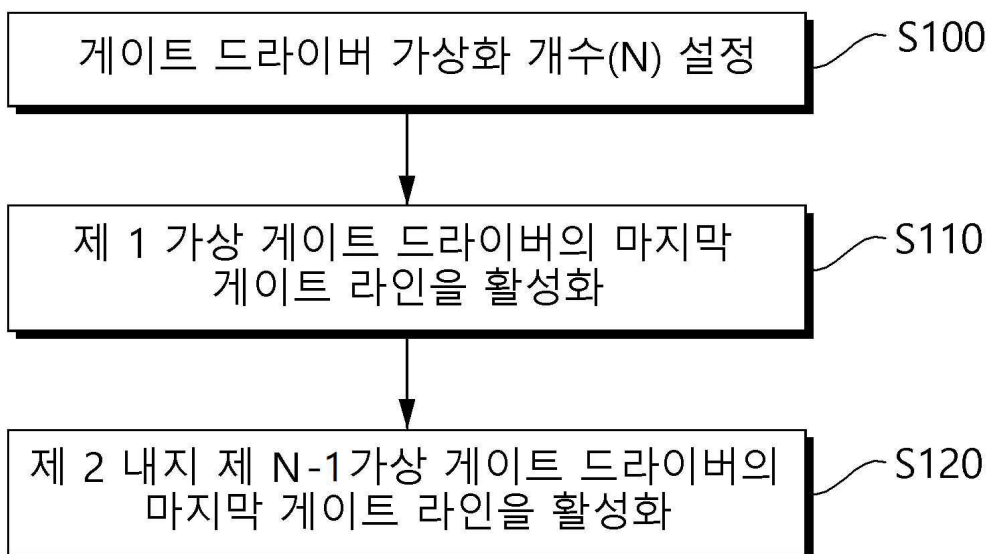 게이트 드라이버 가상화 개수(N) 설정
S100
제 1 가상 게이트 드라이버의 마지막
게이트 라인을 활성화
S110
제 2 내지 제 N-1가상 게이트 드라이버의
마지막 게이트 라인을 활성화
S120